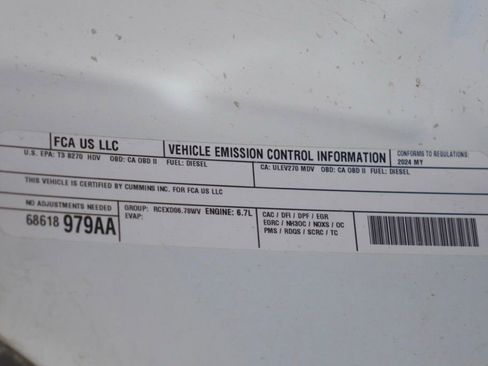 FCA US LLC
VEHICLE EMISSION CONTROL INFORMATION
CONFORMS TO REGULATIONS:
2024 MY
U.S. EPA: T3 B270 HDV OBD: CA OBD II FUEL: DIESEL
CA: ULEV270 MDV OBD: CA OBD II FUEL: DIESEL
THIS VEHICLE IS CERTIFIED BY CUMMINS INC. FOR FCA US LLC
NO ADJUSTMENTS NEEDED
68618 979AA
GROUP: RCEXD06.78WV ENGINE: 6.7L
EVAP:
CAC / DFI / DPF / EGR
EGRC / NH3OC / NOXS / OC
PMS / RDQS / SCRC / TC